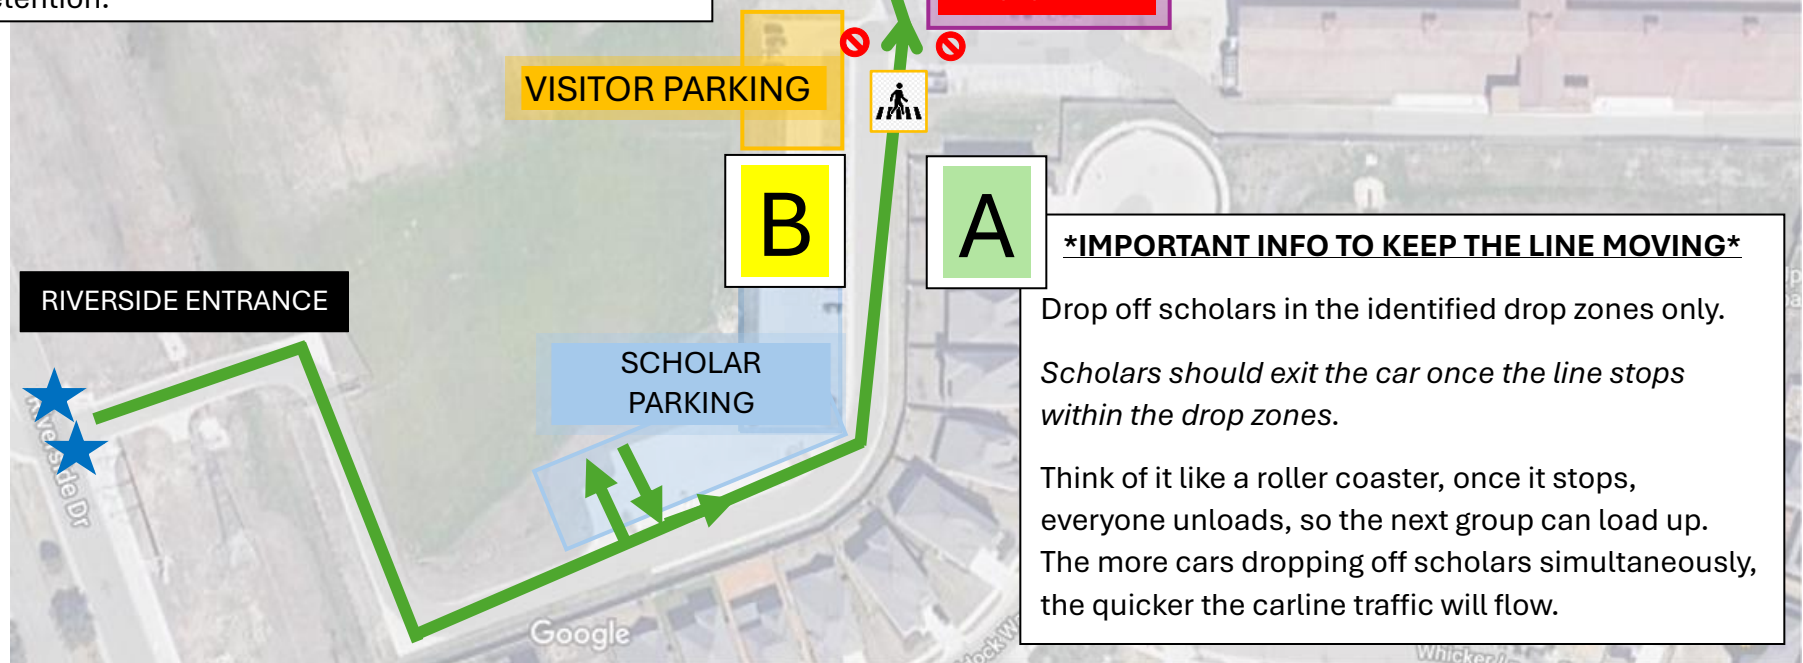 etention.
VISITOR PARKING
B
A
RIVERSIDE ENTRANCE
SCHOLAR
PARKING
*IMPORTANT INFO TO KEEP THE LINE MOVING*
Drop off scholars in the identified drop zones only.
Scholars should exit the car once the line stops
within the drop zones.
Think of it like a roller coaster, once it stops,
everyone unloads, so the next group can load up.
The more cars dropping off scholars simultaneously,
the quicker the carline traffic will flow.
Riverside Dr
Google
Whicker